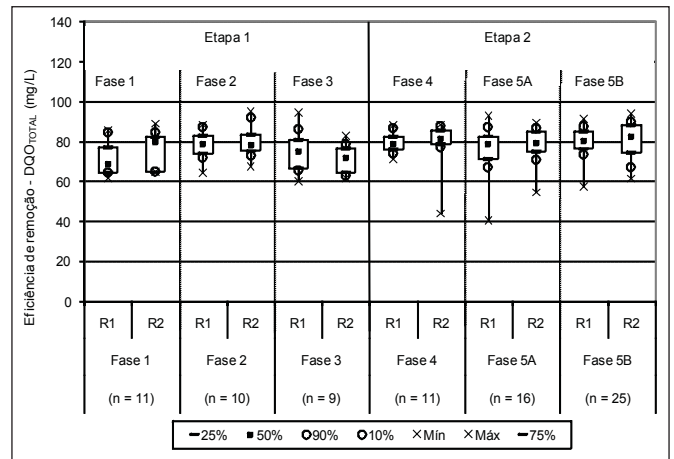 Eficiência de remoção - DQO TOTAL (mg/L)
140
120
100
80
60
40
20
0
Etapa 1 Etapa 2
Fase 1 Fase 2 Fase 3 Fase 4 Fase 5A Fase 5B
R1 R2 R1 R2 R1 R2 R1 R2 R1 R2 R1 R2
Fase 1 Fase 2 Fase 3 Fase 4 Fase 5A Fase 5B
(n = 11) (n = 10) (n = 9) (n = 11) (n = 16) (n = 25)
25% 50% 90% 10% Mín Máx 75%